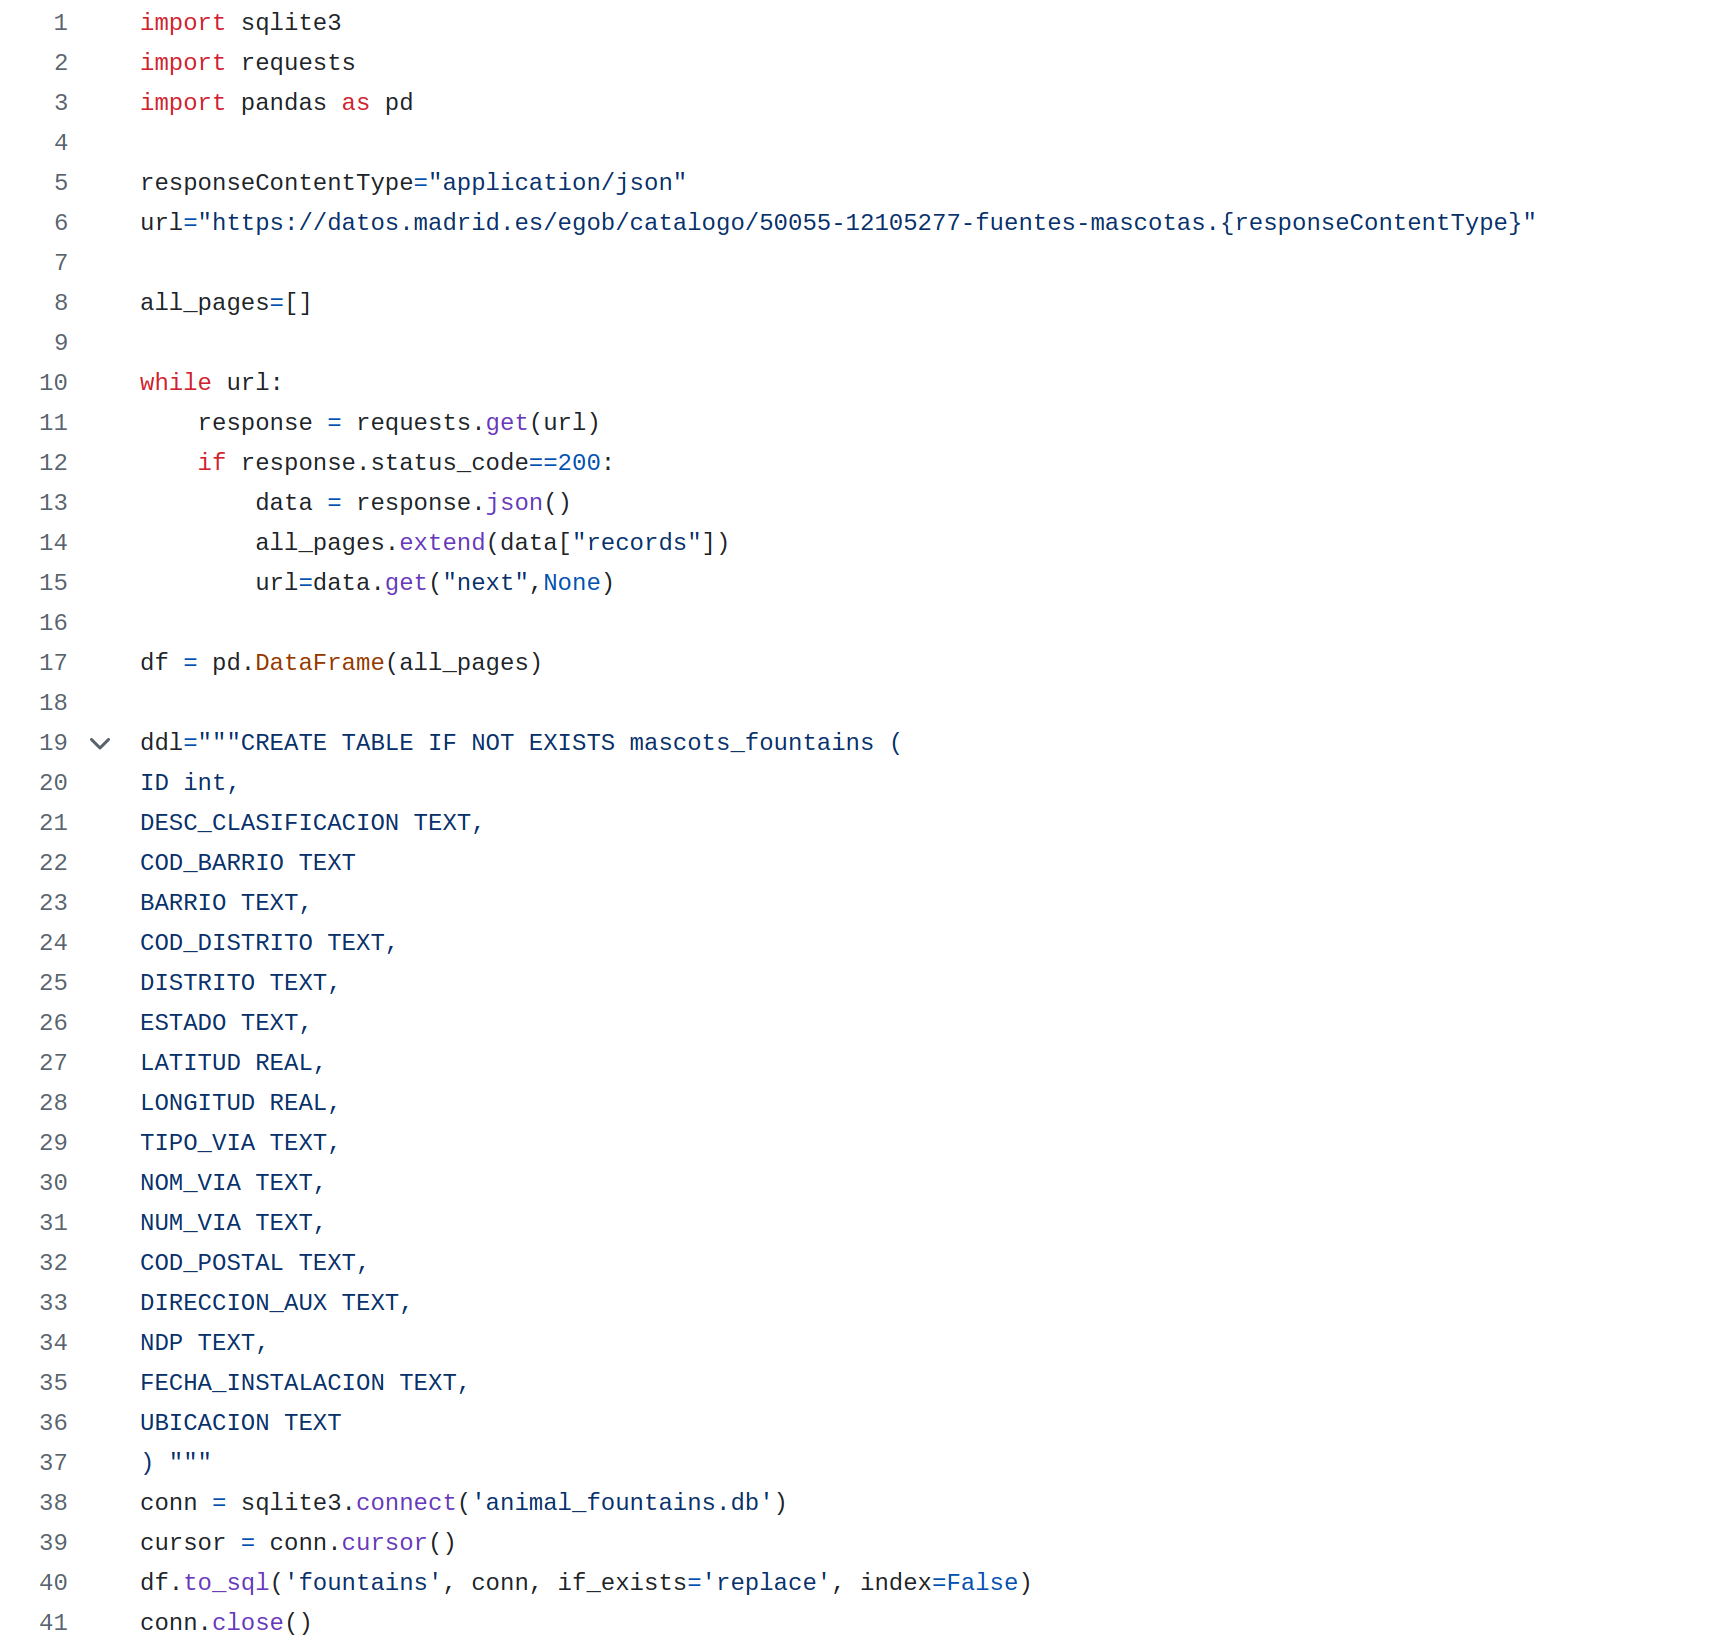 1 import sqlite3
2 import requests
3 import pandas as pd
4
5 responseContentType="application/json"
6 url="https://datos.madrid.es/egob/catalogo/50055-12105277-fuentes-mascotas.{responseContentType}"
7
8 all_pages=[]
9
10 while url:
11     response = requests.get(url)
12     if response.status_code==200:
13         data = response.json()
14         all_pages.extend(data["records"])
15         url=data.get("next",None)
16
17 df = pd.DataFrame(all_pages)
18
19 ddl="""CREATE TABLE IF NOT EXISTS mascots_fountains (
20 ID int,
21 DESC_CLASIFICACION TEXT,
22 COD_BARRIO TEXT
23 BARRIO TEXT,
24 COD_DISTRITO TEXT,
25 DISTRITO TEXT,
26 ESTADO TEXT,
27 LATITUD REAL,
28 LONGITUD REAL,
29 TIPO_VIA TEXT,
30 NOM_VIA TEXT,
31 NUM_VIA TEXT,
32 COD_POSTAL TEXT,
33 DIRECCION_AUX TEXT,
34 NDP TEXT,
35 FECHA_INSTALACION TEXT,
36 UBICACION TEXT
37 ) """
38 conn = sqlite3.connect('animal_fountains.db')
39 cursor = conn.cursor()
40 df.to_sql('fountains', conn, if_exists='replace', index=False)
41 conn.close()